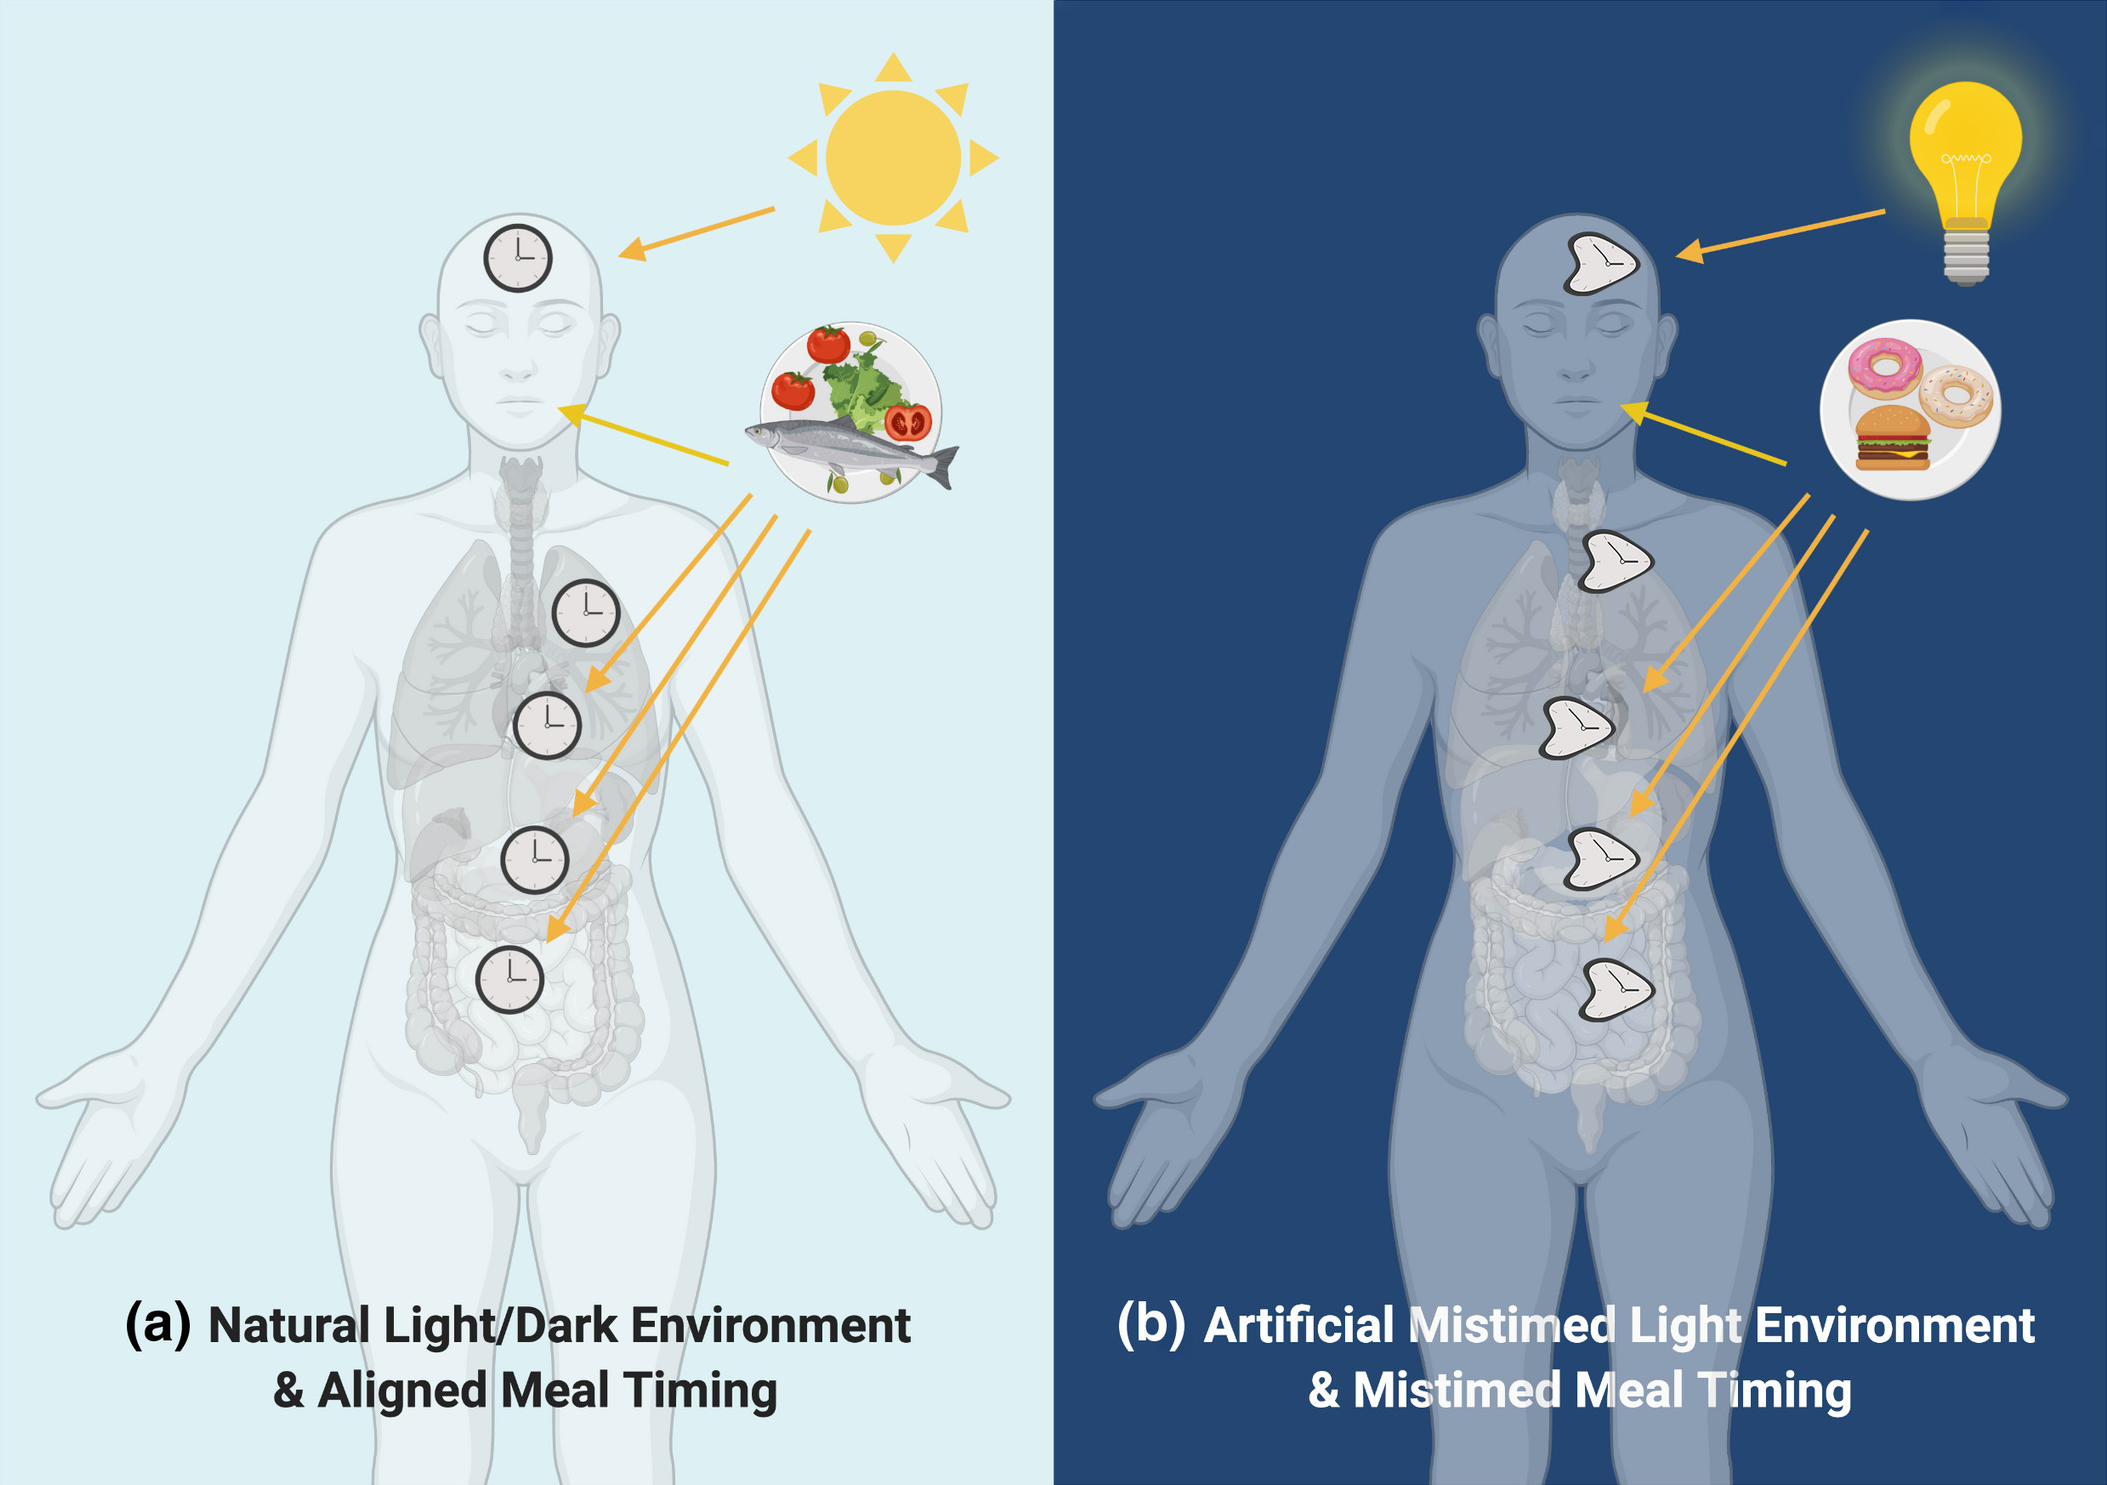 (a) Natural Light/Dark Environment
& Aligned Meal Timing
(b) Artificial Mistimed Light Environment
& Mistimed Meal Timing